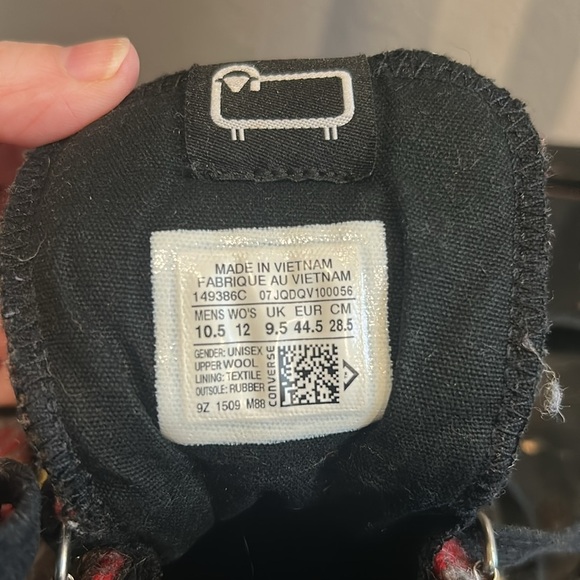 MADE IN VIETNAM
FABRIQUE AU VIETNAM
149386C 07JQDQV100056
MENS WO'S UK EUR CM
10.5 12 9.5 44.5 28.5
GENDER: UNISEX
UPPER WOOL
LINING: TEXTILE
OUTSOLE: RUBBER
CONVERSE
9Z 1509 M88